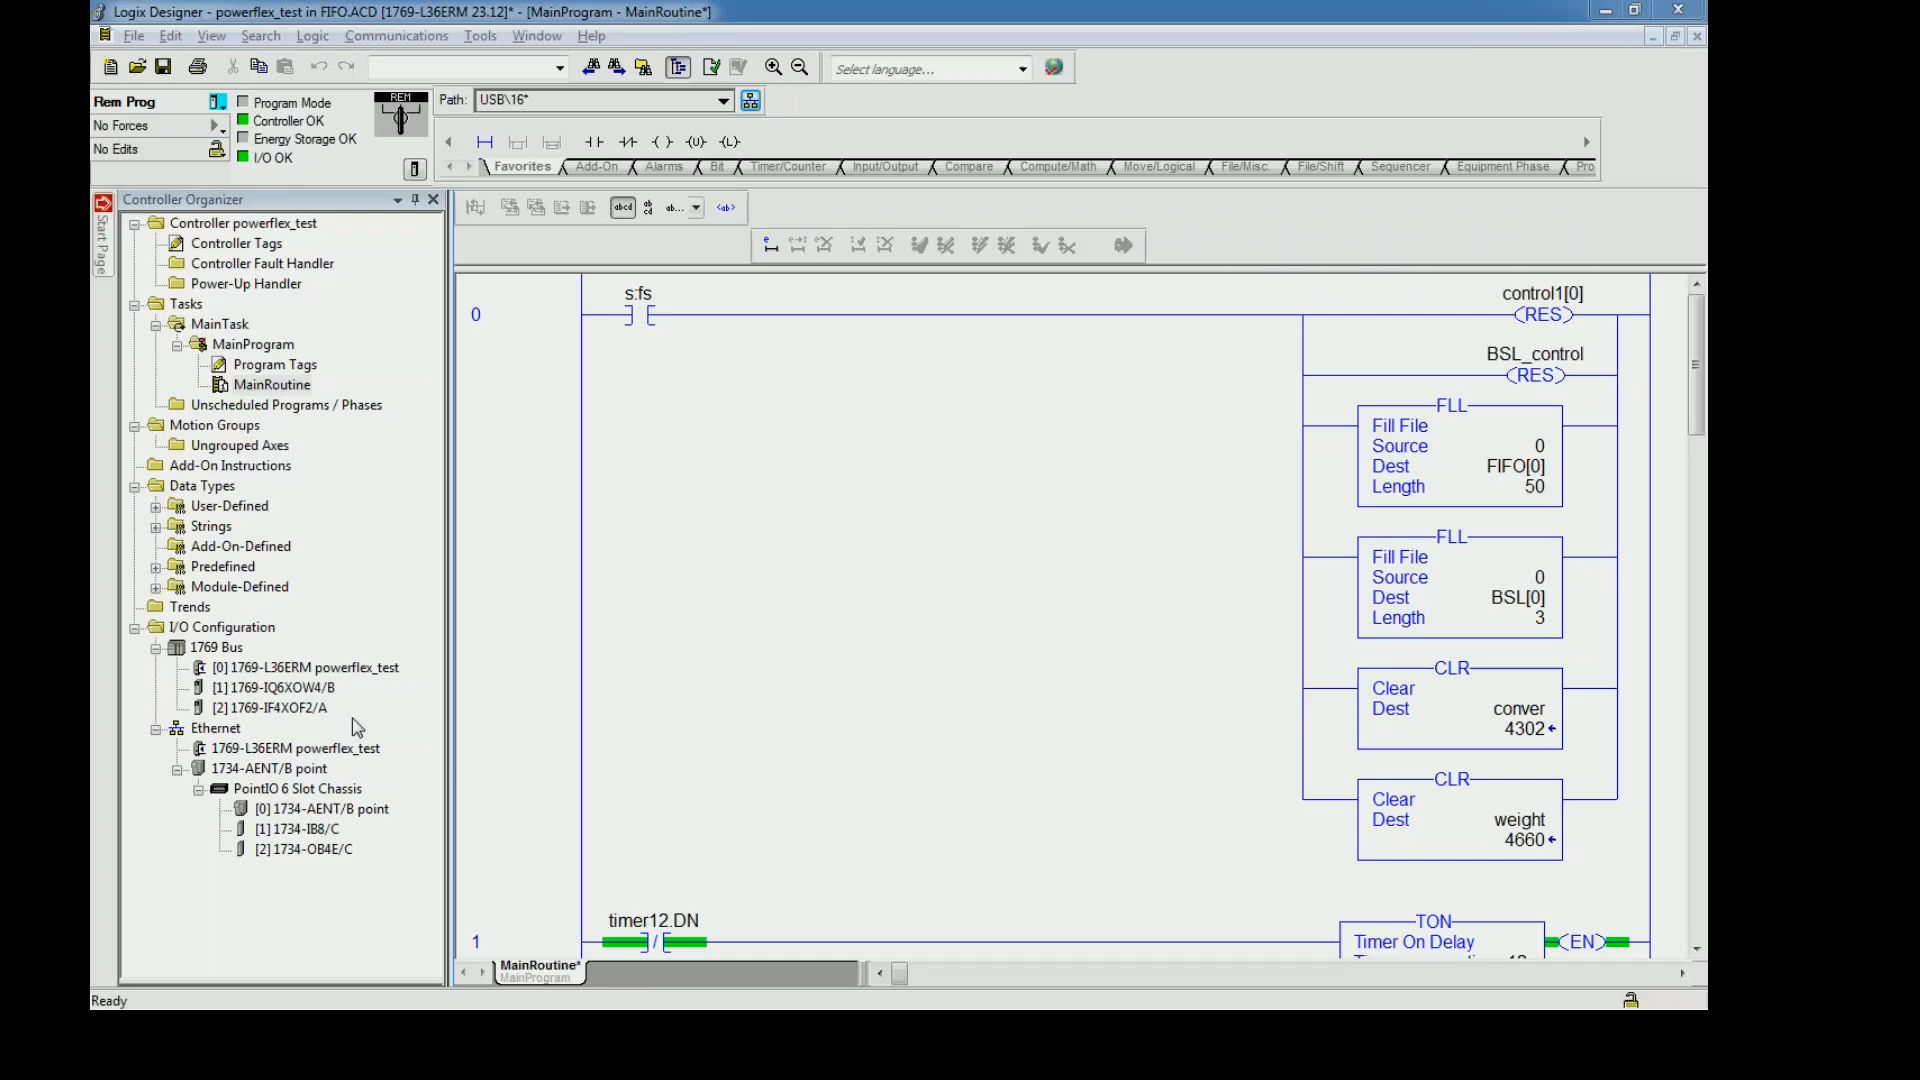 Logix Designer - powerflex_test in FIFO.ACD [1769-L36ERM 23.12]* - [MainProgram - MainRoutine*]
File Edit View Search Logic Communications Tools Window Help
Select language...
Rem Prog
No Forces
No Edits
Program Mode
Controller OK
Energy Storage OK
I/O OK
REM
Path: USB\16*
Favorites Add-On Alarms Bit Timer/Counter Input/Output Compare Compute/Math Move/Logical File/Misc. File/Shift Sequencer Equipment Phase Pro
Start Page
Controller Organizer
Controller powerflex_test
Controller Tags
Controller Fault Handler
Power-Up Handler
Tasks
MainTask
MainProgram
Program Tags
MainRoutine
Unscheduled Programs / Phases
Motion Groups
Ungrouped Axes
Add-On Instructions
Data Types
User-Defined
Strings
Add-On-Defined
Predefined
Module-Defined
Trends
I/O Configuration
1769 Bus
[0] 1769-L36ERM powerflex_test
[1] 1769-IQ6XOW4/B
[2] 1769-IF4XOF2/A
Ethernet
1769-L36ERM powerflex_test
1734-AENT/B point
PointIO 6 Slot Chassis
[0] 1734-AENT/B point
[1] 1734-IB8/C
[2] 1734-OB4E/C
0
s:fs
control1[0]
RES
BSL_control
RES
FLL
Fill File
Source 0
Dest FIFO[0]
Length 50
FLL
Fill File
Source 0
Dest BSL[0]
Length 3
CLR
Clear
Dest conver
4302
CLR
Clear
Dest weight
4660
1
timer12.DN
TON
Timer On Delay
EN
MainRoutine*
MainProgram
Ready